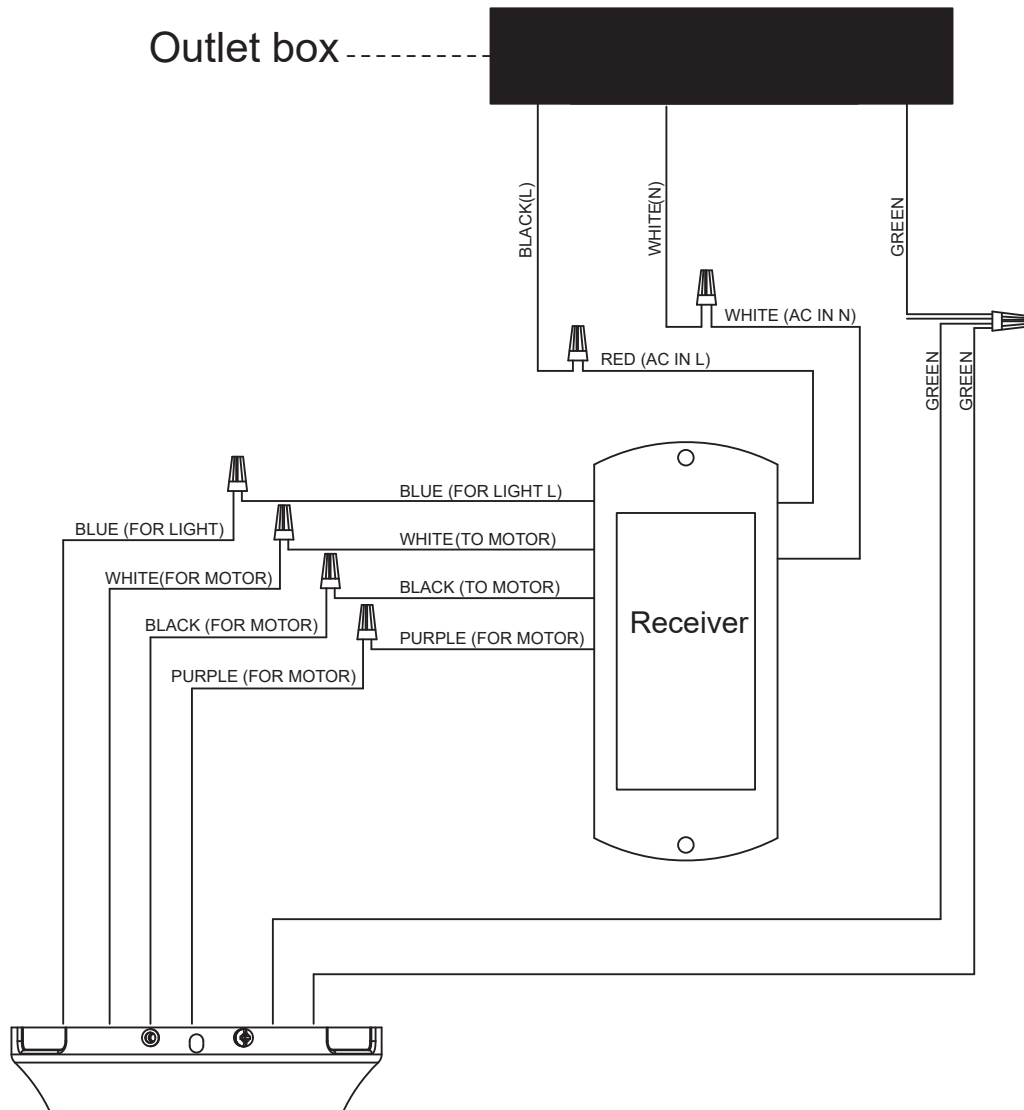 Outlet box
BLACK(L)
WHITE(N)
GREEN
WHITE (AC IN N)
RED (AC IN L)
GREEN
GREEN
BLUE (FOR LIGHT L)
BLUE (FOR LIGHT)
WHITE(TO MOTOR)
WHITE(FOR MOTOR)
BLACK (TO MOTOR)
BLACK (FOR MOTOR)
Receiver
PURPLE (FOR MOTOR)
PURPLE (FOR MOTOR)